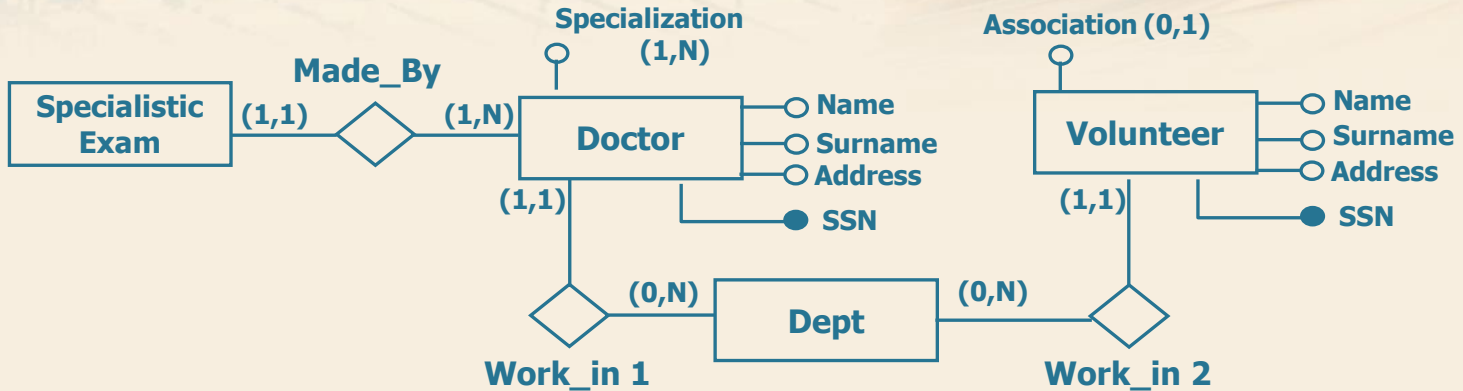 Specialization
(1,N)
Association (0,1)
Made_By
Specialistic
Exam
(1,1)
(1,N)
Doctor
Name
Surname
Address
SSN
Volunteer
Name
Surname
Address
SSN
(1,1)
(1,1)
(0,N)
Dept
(0,N)
Work_in 1
Work_in 2